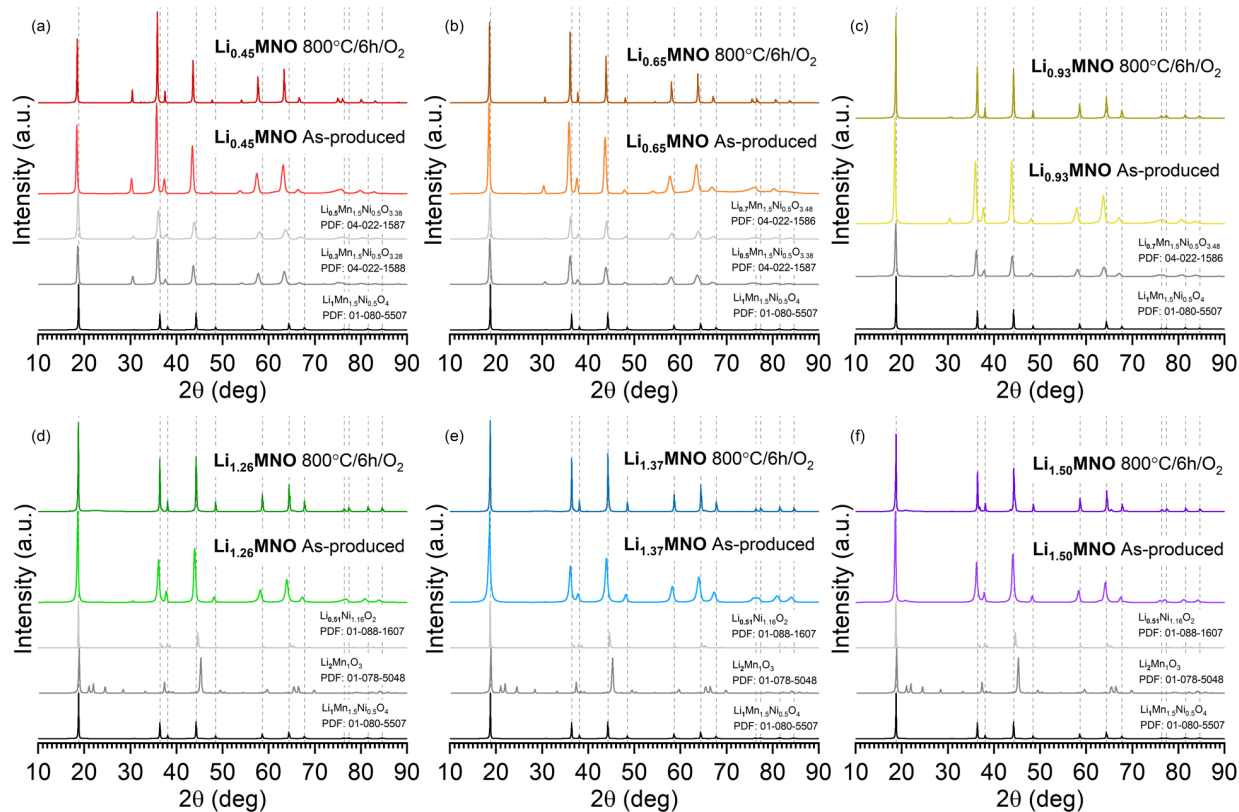 (a)
Li0.45MNO 800°C/6h/O2
Li0.45MNO As-produced
Li0.5Mn1.5Ni0.5O3.38
PDF: 04-022-1587
Li0.3Mn1.5Ni0.5O3.28
PDF: 04-022-1588
Li1Mn1.5Ni0.5O4
PDF: 01-080-5507
Intensity (a.u.)
10 20 30 40 50 60 70 80 90
2θ (deg)
(b)
Li0.65MNO 800°C/6h/O2
Li0.65MNO As-produced
Li0.7Mn1.5Ni0.5O3.48
PDF: 04-022-1586
Li0.5Mn1.5Ni0.5O3.38
PDF: 04-022-1587
Li1Mn1.5Ni0.5O4
PDF: 01-080-5507
Intensity (a.u.)
10 20 30 40 50 60 70 80 90
2θ (deg)
(c)
Li0.93MNO 800°C/6h/O2
Li0.93MNO As-produced
Li0.7Mn1.5Ni0.5O3.48
PDF: 04-022-1586
Li1Mn1.5Ni0.5O4
PDF: 01-080-5507
Intensity (a.u.)
10 20 30 40 50 60 70 80 90
2θ (deg)
(d)
Li1.26MNO 800°C/6h/O2
Li1.26MNO As-produced
Li0.51Ni1.16O2
PDF: 01-088-1607
Li2Mn1O3
PDF: 01-078-5048
Li1Mn1.5Ni0.5O4
PDF: 01-080-5507
Intensity (a.u.)
10 20 30 40 50 60 70 80 90
2θ (deg)
(e)
Li1.37MNO 800°C/6h/O2
Li1.37MNO As-produced
Li0.51Ni1.16O2
PDF: 01-088-1607
Li2Mn1O3
PDF: 01-078-5048
Li1Mn1.5Ni0.5O4
PDF: 01-080-5507
Intensity (a.u.)
10 20 30 40 50 60 70 80 90
2θ (deg)
(f)
Li1.50MNO 800°C/6h/O2
Li1.50MNO As-produced
Li0.51Ni1.16O2
PDF: 01-088-1607
Li2Mn1O3
PDF: 01-078-5048
Li1Mn1.5Ni0.5O4
PDF: 01-080-5507
Intensity (a.u.)
10 20 30 40 50 60 70 80 90
2θ (deg)